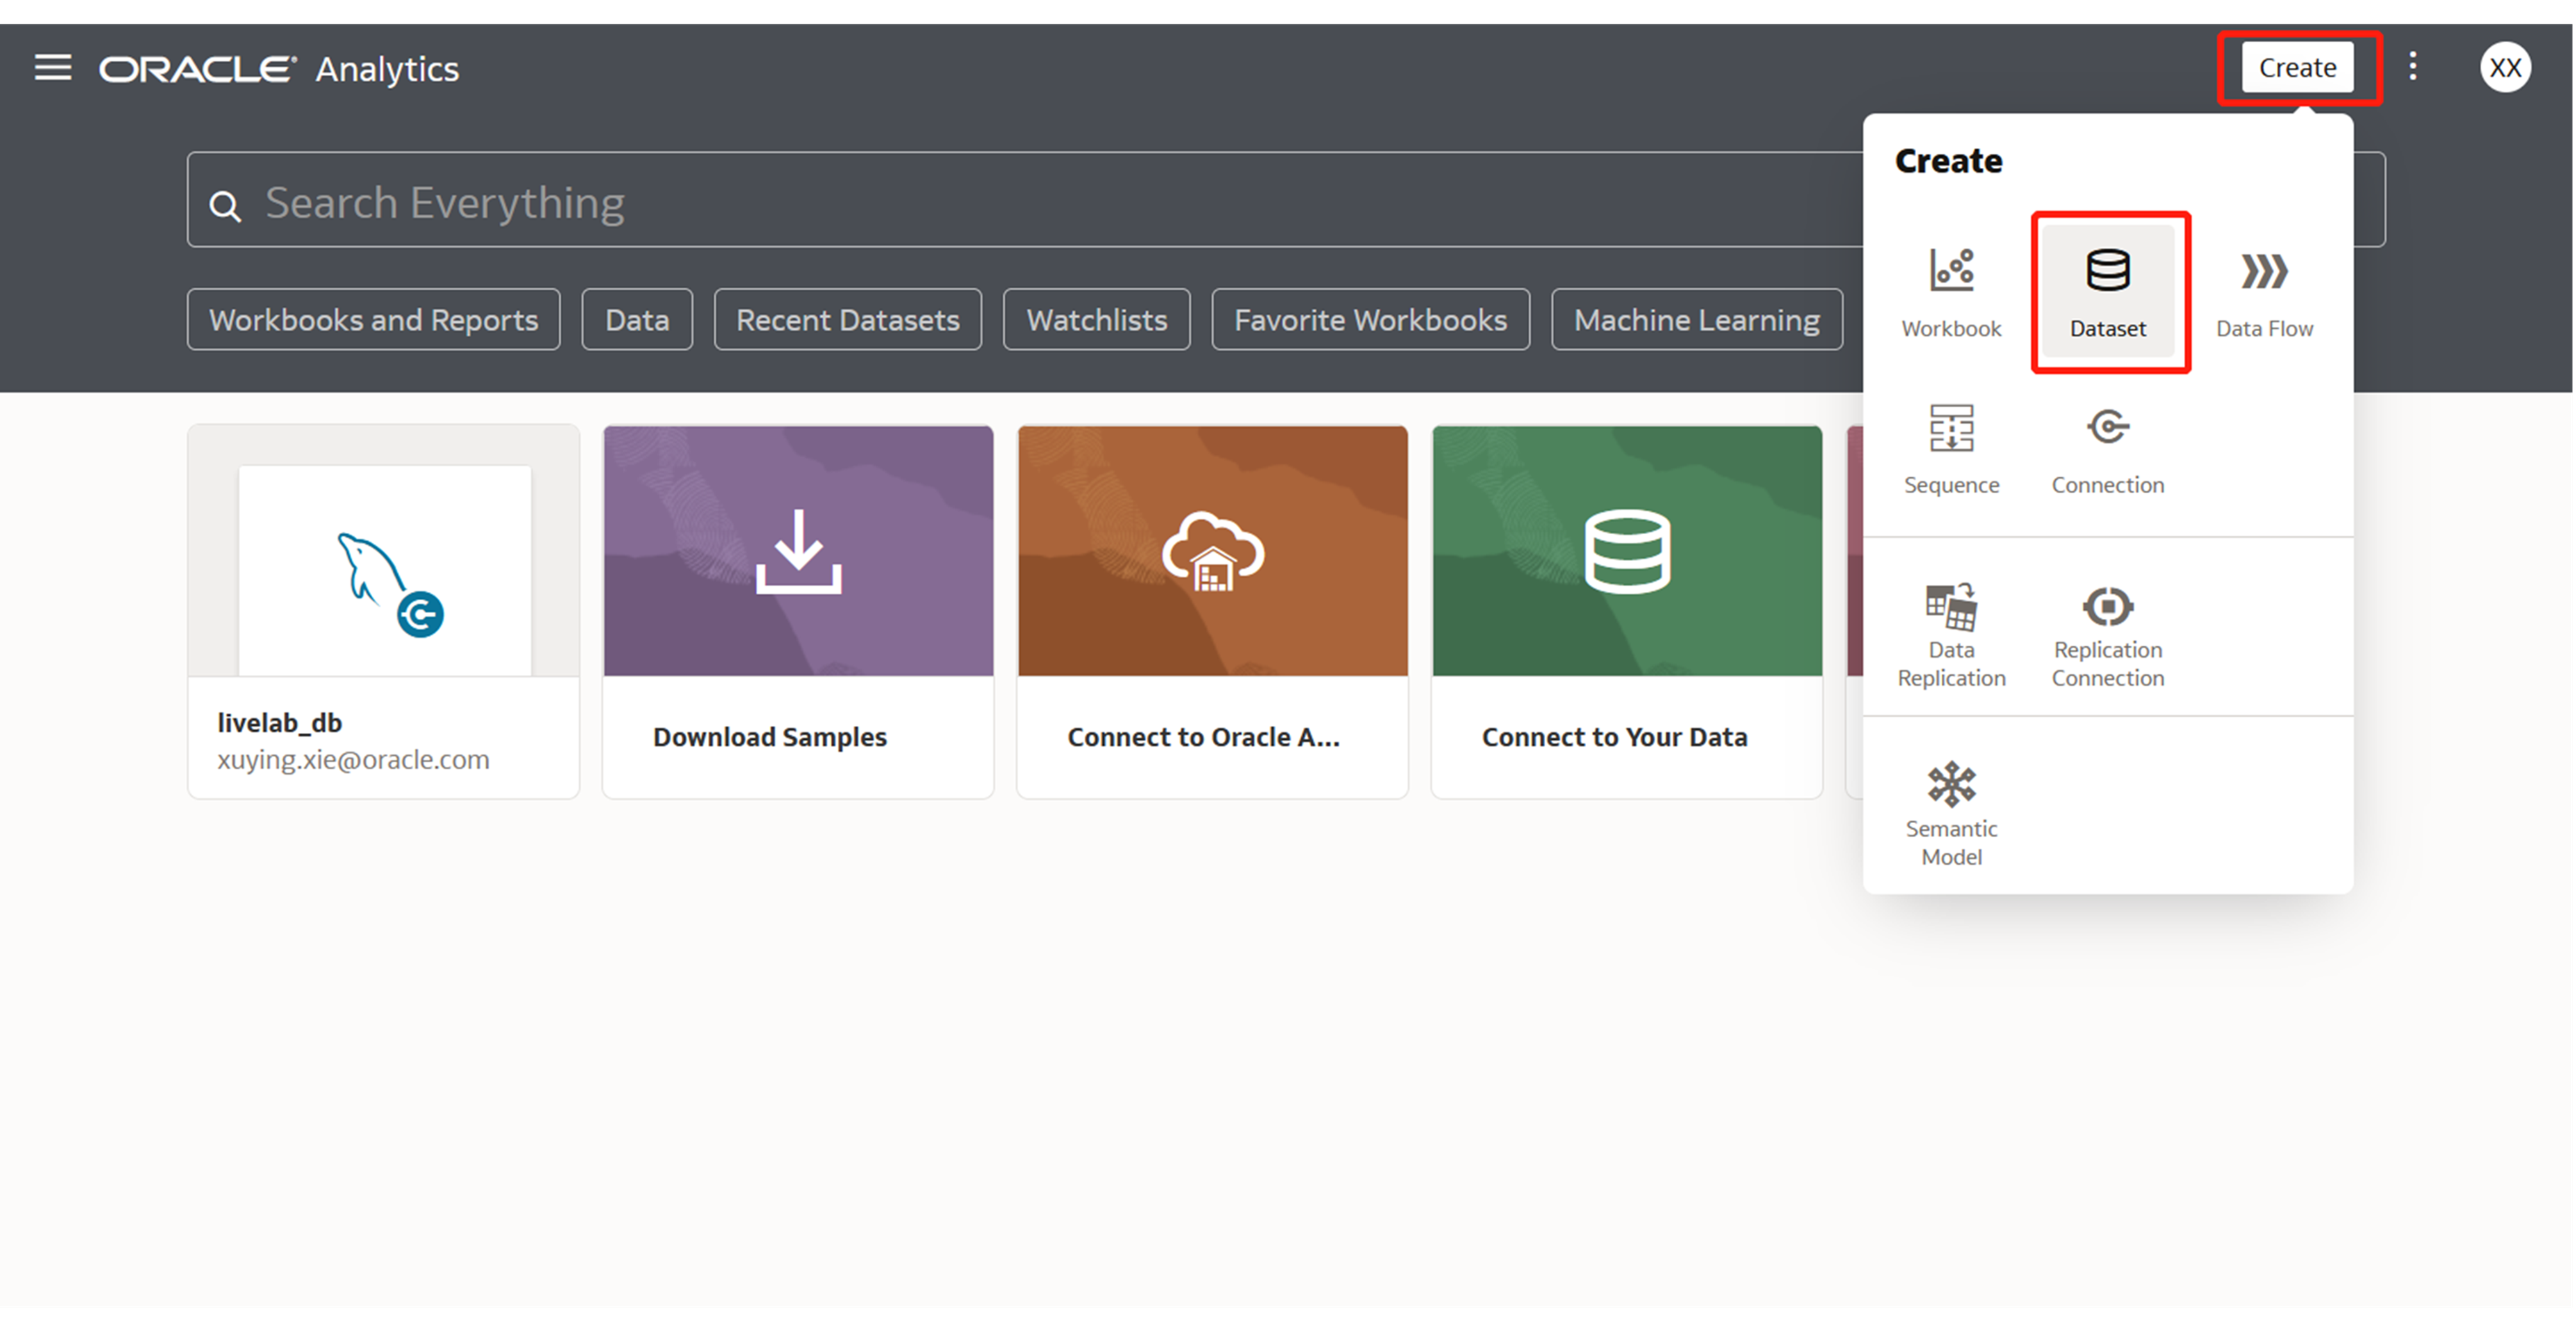 ORACLE Analytics
Create
XX
Search Everything
Workbooks and Reports
Data
Recent Datasets
Watchlists
Favorite Workbooks
Machine Learning
Create
Workbook
Dataset
Data Flow
Sequence
Connection
Data
Replication
Replication
Connection
Semantic
Model
livelab_db
xuying.xie@oracle.com
Download Samples
Connect to Oracle A...
Connect to Your Data